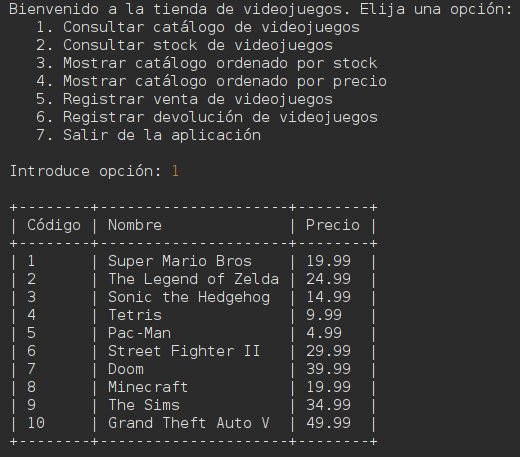 Bienvenido a la tienda de videojuegos. Elija una opción:
   1. Consultar catálogo de videojuegos
   2. Consultar stock de videojuegos
   3. Mostrar catálogo ordenado por stock
   4. Mostrar catálogo ordenado por precio
   5. Registrar venta de videojuegos
   6. Registrar devolución de videojuegos
   7. Salir de la aplicación

Introduce opción: 1

+--------+---------------------+--------+
| Código | Nombre              | Precio |
+--------+---------------------+--------+
| 1      | Super Mario Bros    | 19.99  |
| 2      | The Legend of Zelda | 24.99  |
| 3      | Sonic the Hedgehog  | 14.99  |
| 4      | Tetris              | 9.99   |
| 5      | Pac-Man             | 4.99   |
| 6      | Street Fighter II   | 29.99  |
| 7      | Doom                | 39.99  |
| 8      | Minecraft           | 19.99  |
| 9      | The Sims            | 34.99  |
| 10     | Grand Theft Auto V  | 49.99  |
+--------+---------------------+--------+